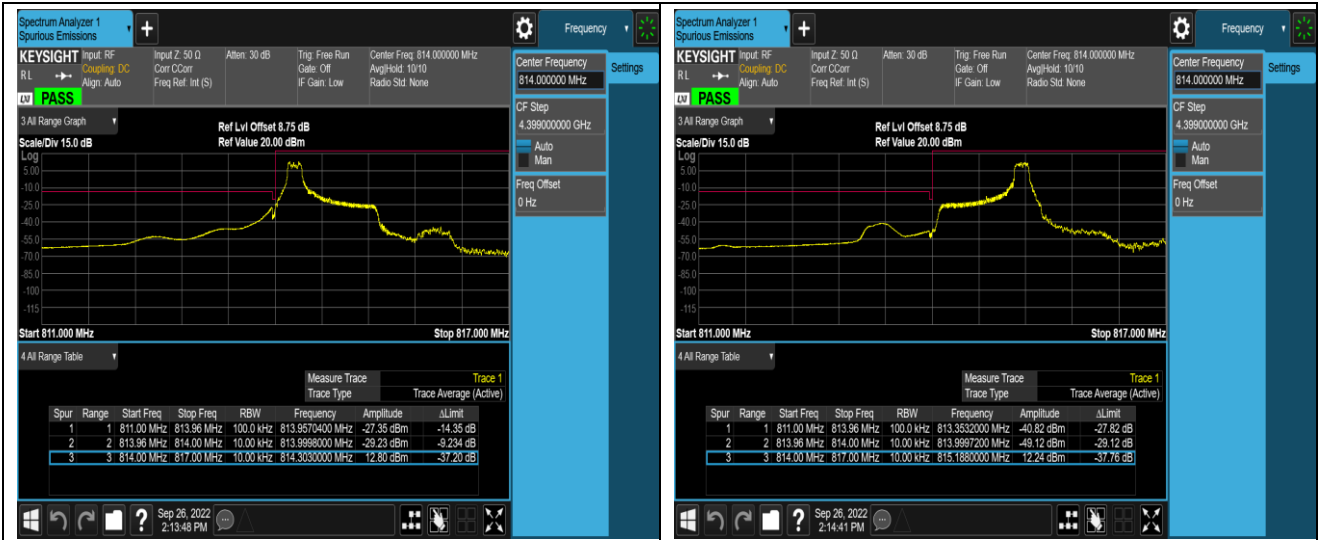 Spectrum Analyzer 1
Spurious Emissions
+
Frequency
KEYSIGHT
Input: RF
Coupling: DC
Align: Auto
Input Z: 50 Ω
Corr CCorr
Freq Ref: Int (S)
Atten: 30 dB
Trig: Free Run
Gate: Off
IF Gain: Low
Center Freq: 814.000000 MHz
Avg|Hold: 10/10
Radio Std: None
R L
LXI
PASS
Center Frequency
814.000000 MHz
Settings
CF Step
4.399000000 GHz
Auto
Man
Freq Offset
0 Hz
3 All Range Graph
Ref Lvl Offset 8.75 dB
Scale/Div 15.0 dB
Ref Value 20.00 dBm
Log
5.00
-10.0
-25.0
-40.0
-55.0
-70.0
-85.0
-100
-115
Start 811.000 MHz
Stop 817.000 MHz
4 All Range Table
Measure Trace Trace 1
Trace Type Trace Average (Active)
Spur Range Start Freq Stop Freq RBW Frequency Amplitude ΔLimit
1 1 811.00 MHz 813.96 MHz 100.0 kHz 813.9570400 MHz -27.35 dBm -14.35 dB
2 2 813.96 MHz 814.00 MHz 10.00 kHz 813.9998000 MHz -29.23 dBm -9.234 dB
3 3 814.00 MHz 817.00 MHz 10.00 kHz 814.3030000 MHz 12.80 dBm -37.20 dB
?
Sep 26, 2022
2:13:48 PM
Spectrum Analyzer 1
Spurious Emissions
+
Frequency
KEYSIGHT
Input: RF
Coupling: DC
Align: Auto
Input Z: 50 Ω
Corr CCorr
Freq Ref: Int (S)
Atten: 30 dB
Trig: Free Run
Gate: Off
IF Gain: Low
Center Freq: 814.000000 MHz
Avg|Hold: 10/10
Radio Std: None
R L
LXI
PASS
Center Frequency
814.000000 MHz
Settings
CF Step
4.399000000 GHz
Auto
Man
Freq Offset
0 Hz
3 All Range Graph
Ref Lvl Offset 8.75 dB
Scale/Div 15.0 dB
Ref Value 20.00 dBm
Log
5.00
-10.0
-25.0
-40.0
-55.0
-70.0
-85.0
-100
-115
Start 811.000 MHz
Stop 817.000 MHz
4 All Range Table
Measure Trace Trace 1
Trace Type Trace Average (Active)
Spur Range Start Freq Stop Freq RBW Frequency Amplitude ΔLimit
1 1 811.00 MHz 813.96 MHz 100.0 kHz 813.3532000 MHz -40.82 dBm -27.82 dB
2 2 813.96 MHz 814.00 MHz 10.00 kHz 813.9997200 MHz -49.12 dBm -29.12 dB
3 3 814.00 MHz 817.00 MHz 10.00 kHz 815.1880000 MHz 12.24 dBm -37.76 dB
?
Sep 26, 2022
2:14:41 PM